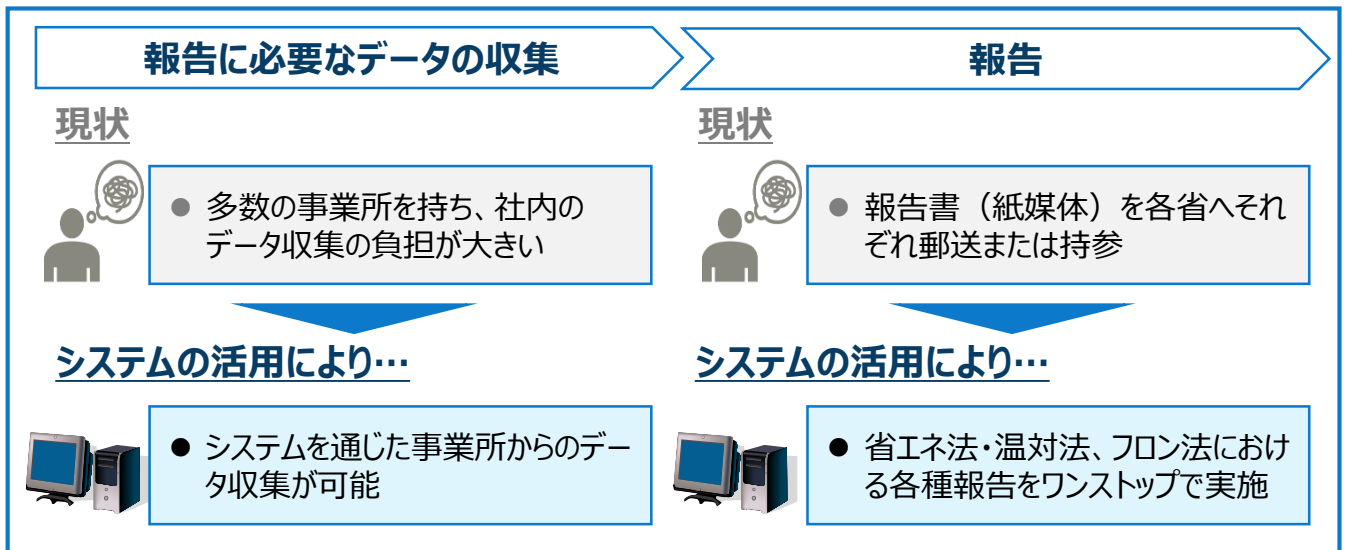 報告に必要なデータの収集
報告
現状
● 多数の事業所を持ち、社内の
データ収集の負担が大きい
システムの活用により…
● システムを通じた事業所からのデー
タ収集が可能
現状
● 報告書（紙媒体）を各省へそれ
ぞれ郵送または持参
システムの活用により…
● 省エネ法・温対法、フロン法におけ
る各種報告をワンストップで実施